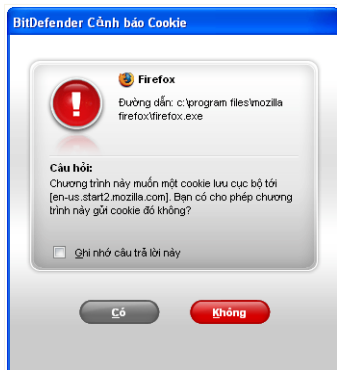 BitDefender Cảnh báo Cookie
Firefox
Đường dẫn: c:\program files\mozilla
firefox\firefox.exe
Câu hỏi:
Chương trình này muốn một cookie lưu cục bộ tới
[en-us.start2.mozilla.com]. Bạn có cho phép chương
trình này gửi cookie đó không?
Ghi nhớ câu trả lời này
Có
Không